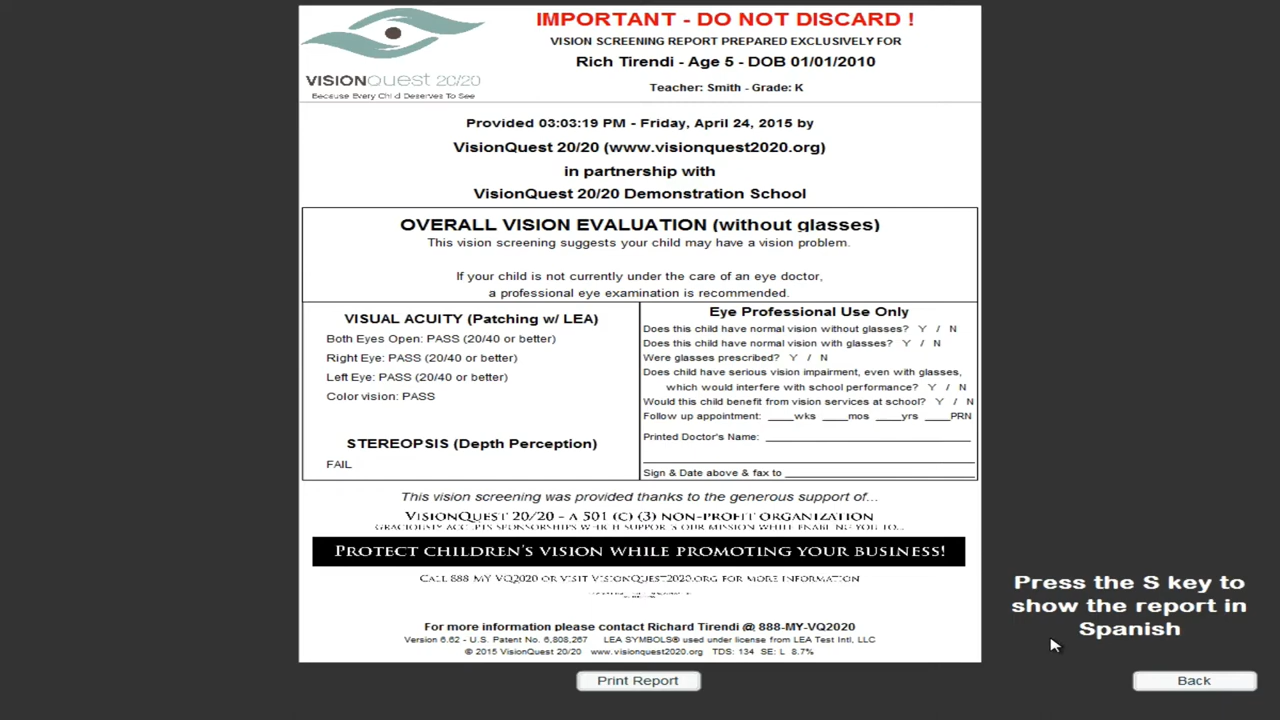 VISIONQUEST 20/20
Because Every Child Deserves To See
IMPORTANT - DO NOT DISCARD !
VISION SCREENING REPORT PREPARED EXCLUSIVELY FOR
Rich Tirendi - Age 5 - DOB 01/01/2010
Teacher: Smith - Grade: K
Provided 03:03:19 PM - Friday, April 24, 2015 by
VisionQuest 20/20 (www.visionquest2020.org)
in partnership with
VisionQuest 20/20 Demonstration School
OVERALL VISION EVALUATION (without glasses)
This vision screening suggests your child may have a vision problem.
If your child is not currently under the care of an eye doctor,
a professional eye examination is recommended.
VISUAL ACUITY (Patching w/ LEA)
Both Eyes Open: PASS (20/40 or better)
Right Eye: PASS (20/40 or better)
Left Eye: PASS (20/40 or better)
Color vision: PASS
STEREOPSIS (Depth Perception)
FAIL
Eye Professional Use Only
Does this child have normal vision without glasses? Y / N
Does this child have normal vision with glasses? Y / N
Were glasses prescribed? Y / N
Does child have serious vision impairment, even with glasses,
which would interfere with school performance? Y / N
Would this child benefit from vision services at school? Y / N
Follow up appointment: ____wks ____mos ____yrs ____PRN
Printed Doctor's Name: ____
Sign & Date above & fax to ____
This vision screening was provided thanks to the generous support of...
VISIONQUEST 20/20 - A 501 (C) (3) NON-PROFIT ORGANIZATION
GRACIOUSLY ACCEPTS SPONSORSHIPS WHICH SUPPORTS OUR MISSION WHILE ENABLING YOU TO...
PROTECT CHILDREN'S VISION WHILE PROMOTING YOUR BUSINESS!
CALL 888 MY VQ2020 OR VISIT VISIONQUEST2020.ORG FOR MORE INFORMATION
For more information please contact Richard Tirendi @ 888-MY-VQ2020
Version 6.62 - U.S. Patent No. 6,808,267 LEA SYMBOLS® used under license from LEA Test Intl, LLC
© 2015 VisionQuest 20/20 www.visionquest2020.org TDS: 134 SE: L 8.7%
Press the S key to
show the report in
Spanish
Print Report
Back